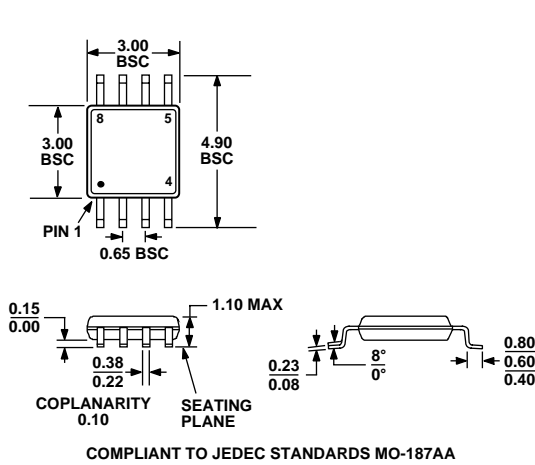 3.00
BSC
8
5
3.00
BSC
4.90
BSC
4
PIN 1
0.65 BSC
0.15
0.00
1.10 MAX
0.38
0.22
0.23
0.08
8°
0°
0.80
0.60
0.40
COPLANARITY
0.10
SEATING
PLANE
COMPLIANT TO JEDEC STANDARDS MO-187AA